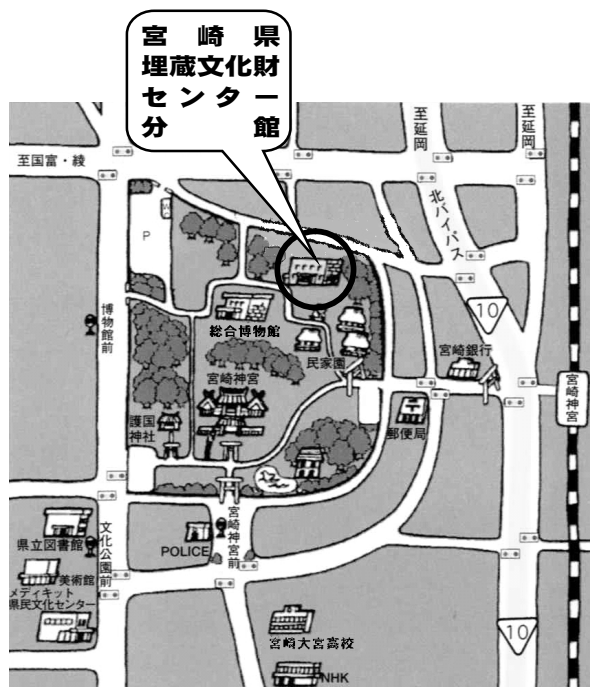 宮崎県
埋蔵文化財
センター
分館
至国富・綾
至延岡
至延岡
北バイパス
P
10
博物館前
総合博物館
民家園
宮崎銀行
宮崎神宮
宮崎神宮
護国
神社
郵便局
県立図書館
文化公園前
POLICE
宮崎神宮前
美術館
メディキット
県民文化センター
10
宮崎大宮高校
NHK